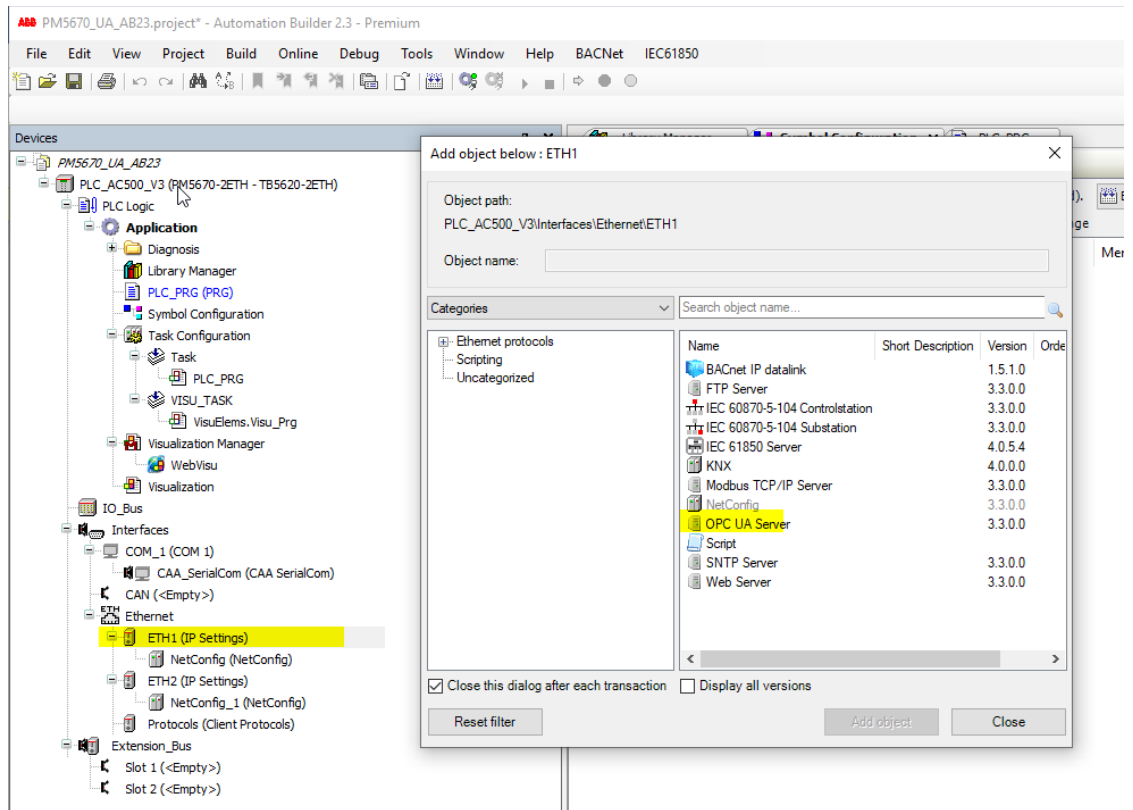 ABB PM5670_UA_AB23.project* - Automation Builder 2.3 - Premium
File Edit View Project Build Online Debug Tools Window Help BACNet IEC61850
Devices
PM5670_UA_AB23
PLC_AC500_V3 (PM5670-2ETH - TB5620-2ETH)
PLC Logic
Application
Diagnosis
Library Manager
PLC_PRG (PRG)
Symbol Configuration
Task Configuration
Task
PLC_PRG
VISU_TASK
VisuElems.Visu_Prg
Visualization Manager
WebVisu
Visualization
IO_Bus
Interfaces
COM_1 (COM 1)
CAA_SerialCom (CAA SerialCom)
CAN (<Empty>)
ETH Ethernet
ETH1 (IP Settings)
NetConfig (NetConfig)
ETH2 (IP Settings)
NetConfig_1 (NetConfig)
Protocols (Client Protocols)
Extension_Bus
Slot 1 (<Empty>)
Slot 2 (<Empty>)
Add object below : ETH1
Object path:
PLC_AC500_V3\Interfaces\Ethernet\ETH1
Object name:
Categories
Search object name...
Ethernet protocols
Scripting
Uncategorized
Name Short Description Version Orde
BACnet IP datalink 1.5.1.0
FTP Server 3.3.0.0
IEC 60870-5-104 Controlstation 3.3.0.0
IEC 60870-5-104 Substation 3.3.0.0
IEC 61850 Server 4.0.5.4
KNX 4.0.0.0
Modbus TCP/IP Server 3.3.0.0
NetConfig 3.3.0.0
OPC UA Server 3.3.0.0
Script
SNTP Server 3.3.0.0
Web Server 3.3.0.0
Close this dialog after each transaction Display all versions
Reset filter Add object Close